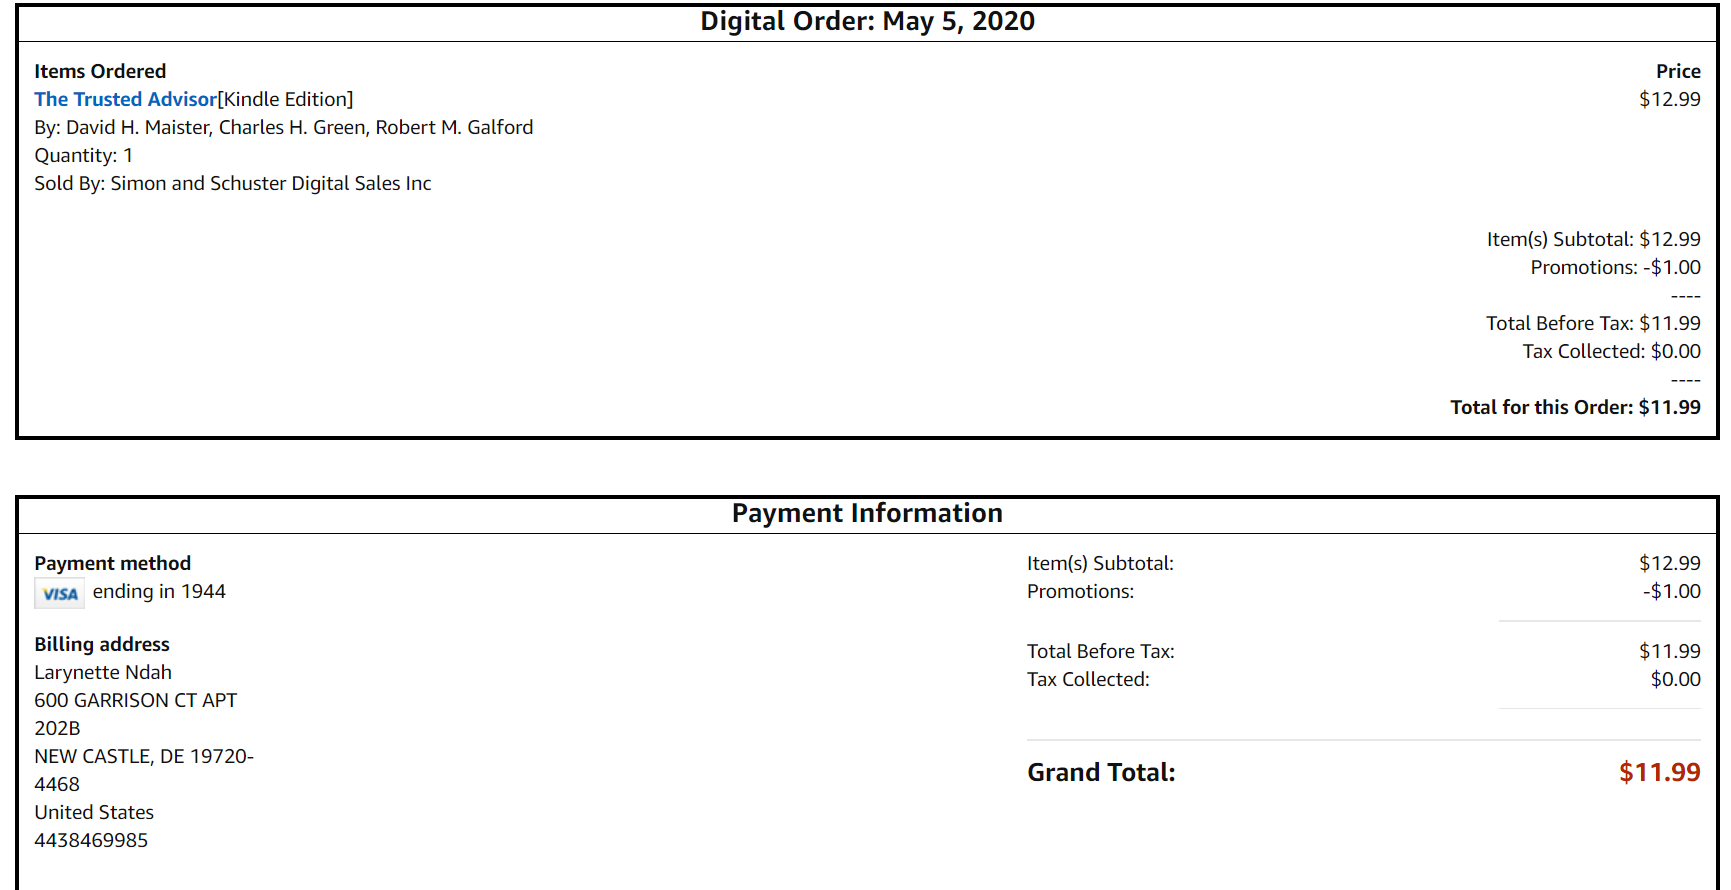 Digital Order: May 5, 2020
Items Ordered
Price
The Trusted Advisor[Kindle Edition]
$12.99
By: David H. Maister, Charles H. Green, Robert M. Galford
Quantity: 1
Sold By: Simon and Schuster Digital Sales Inc
Item(s) Subtotal: $12.99
Promotions: -$1.00
----
Total Before Tax: $11.99
Tax Collected: $0.00
----
Total for this Order: $11.99
Payment Information
Payment method
VISA ending in 1944
Billing address
Larynette Ndah
600 GARRISON CT APT
202B
NEW CASTLE, DE 19720-
4468
United States
4438469985
Item(s) Subtotal: $12.99
Promotions: -$1.00
Total Before Tax: $11.99
Tax Collected: $0.00
Grand Total: $11.99